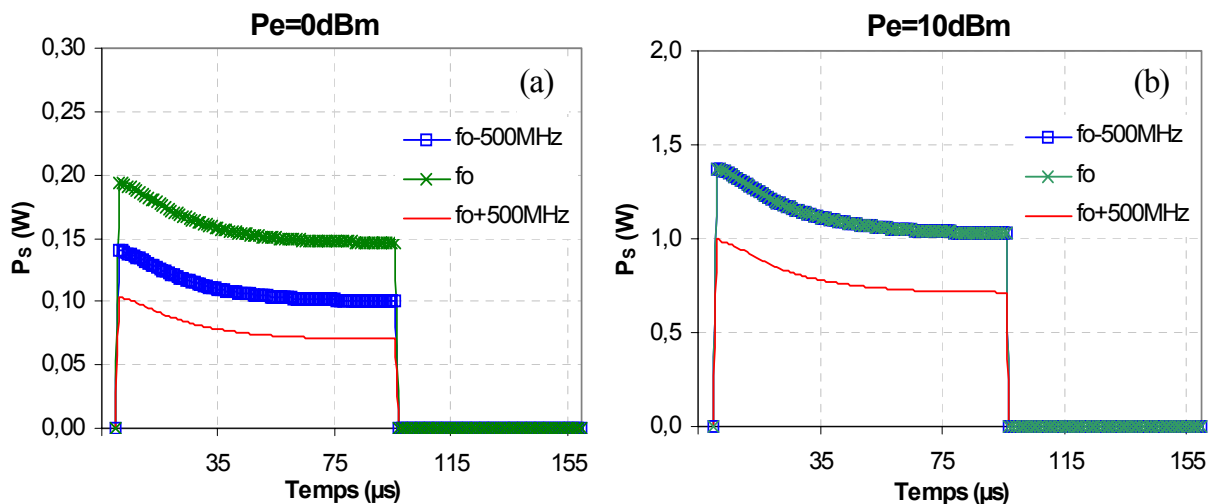 Pe=0dBm
0,30
0,25
0,20
0,15
0,10
0,05
0,00
Ps (W)
(a)
fo-500MHz
fo
fo+500MHz
35 75 115 155
Temps (µs)
Pe=10dBm
2,0
1,5
1,0
0,5
0,0
Ps (W)
(b)
fo-500MHz
fo
fo+500MHz
35 75 115 155
Temps (µs)